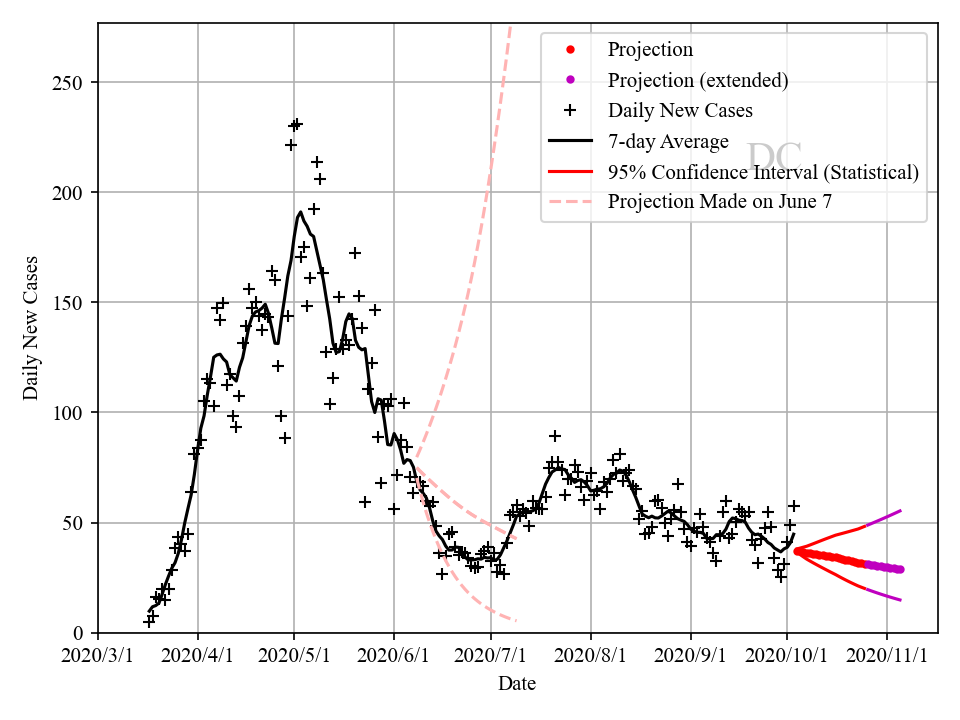 250
200
150
100
50
0
Daily New Cases
Projection
Projection (extended)
Daily New Cases
7-day Average
95% Confidence Interval (Statistical)
Projection Made on June 7
DC
2020/3/1 2020/4/1 2020/5/1 2020/6/1 2020/7/1 2020/8/1 2020/9/1 2020/10/1 2020/11/1
Date